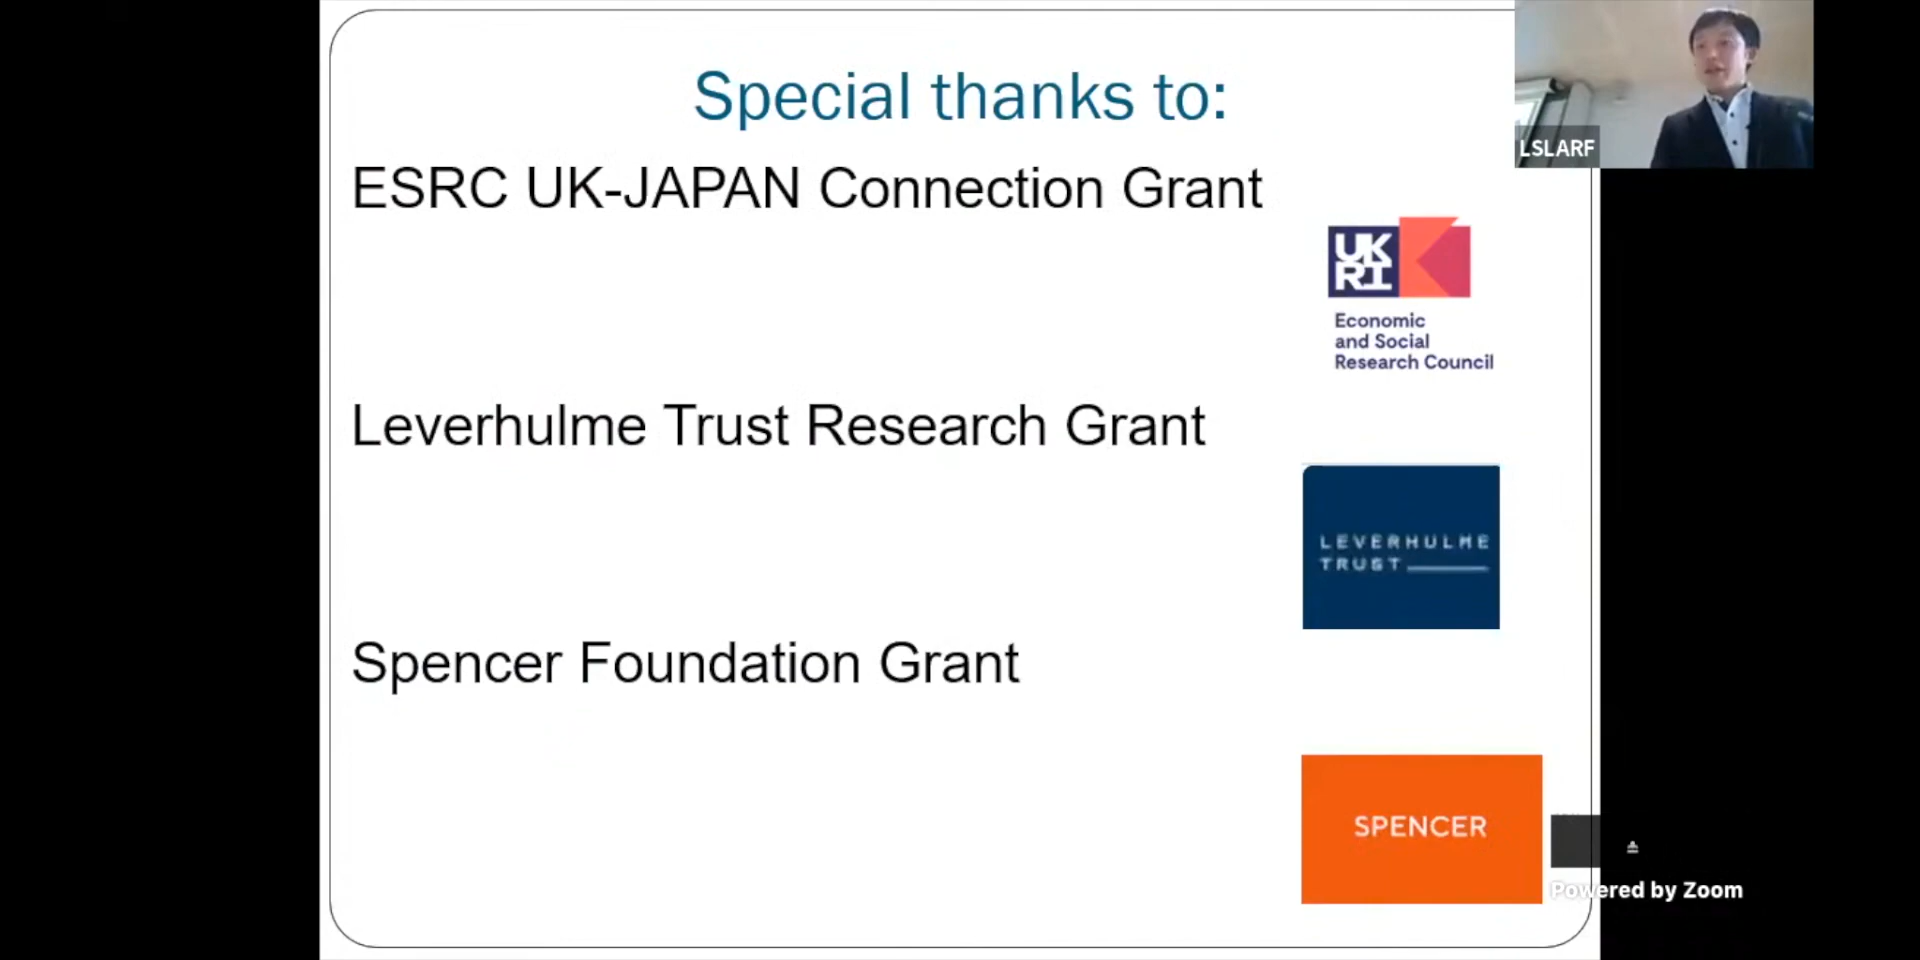 Special thanks to:
LSLARF
ESRC UK-JAPAN Connection Grant
UK
RI
Economic
and Social
Research Council
Leverhulme Trust Research Grant
LEVERHULME
TRUST
Spencer Foundation Grant
SPENCER
Powered by Zoom